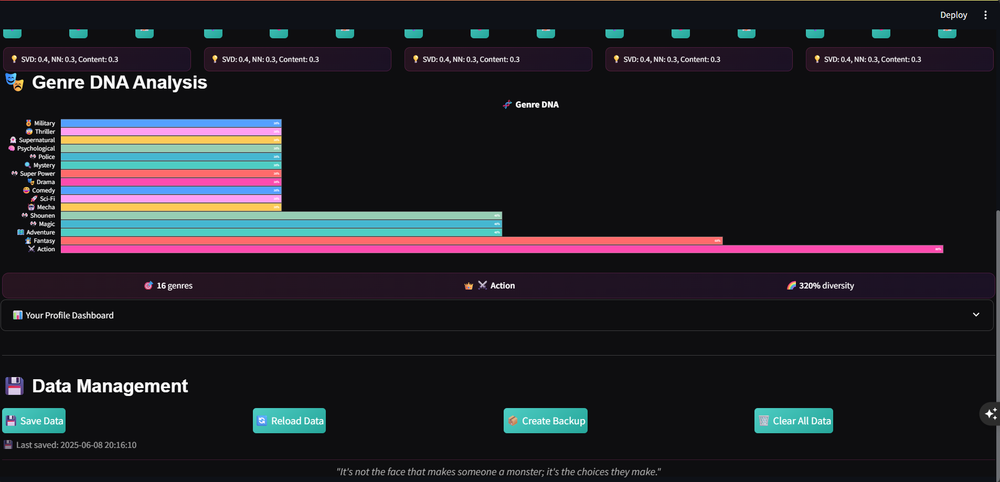 Deploy
SVD: 0.4, NN: 0.3, Content: 0.3
SVD: 0.4, NN: 0.3, Content: 0.3
SVD: 0.4, NN: 0.3, Content: 0.3
SVD: 0.4, NN: 0.3, Content: 0.3
SVD: 0.4, NN: 0.3, Content: 0.3
Genre DNA Analysis
Genre DNA
Military 20%
Thriller 20%
Supernatural 20%
Psychological 20%
Police 20%
Mystery 20%
Super Power 20%
Drama 20%
Comedy 20%
Sci-Fi 20%
Mecha 20%
Shounen 40%
Magic 40%
Adventure 40%
Fantasy 60%
Action 80%
16 genres
Action
320% diversity
Your Profile Dashboard
Data Management
Save Data
Reload Data
Create Backup
Clear All Data
Last saved: 2025-06-08 20:16:10
"It's not the face that makes someone a monster; it's the choices they make."